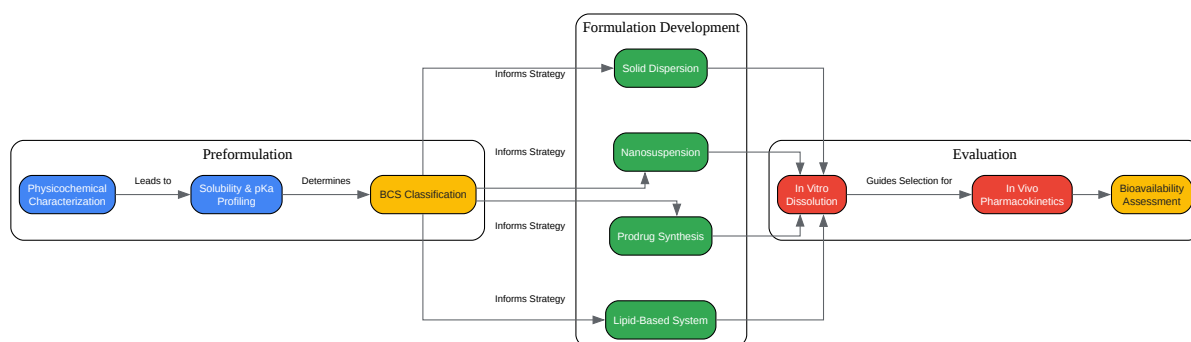 Formulation Development
Solid Dispersion
Informs Strategy
Nanosuspension
Informs Strategy
Preformulation
Evaluation
Physicochemical
Characterization
Leads to
Solubility & pKa
Profiling
Determines
BCS Classification
In Vitro
Dissolution
Guides Selection for
In Vivo
Pharmacokinetics
Bioavailability
Assessment
Informs Strategy
Prodrug Synthesis
Informs Strategy
Lipid-Based System